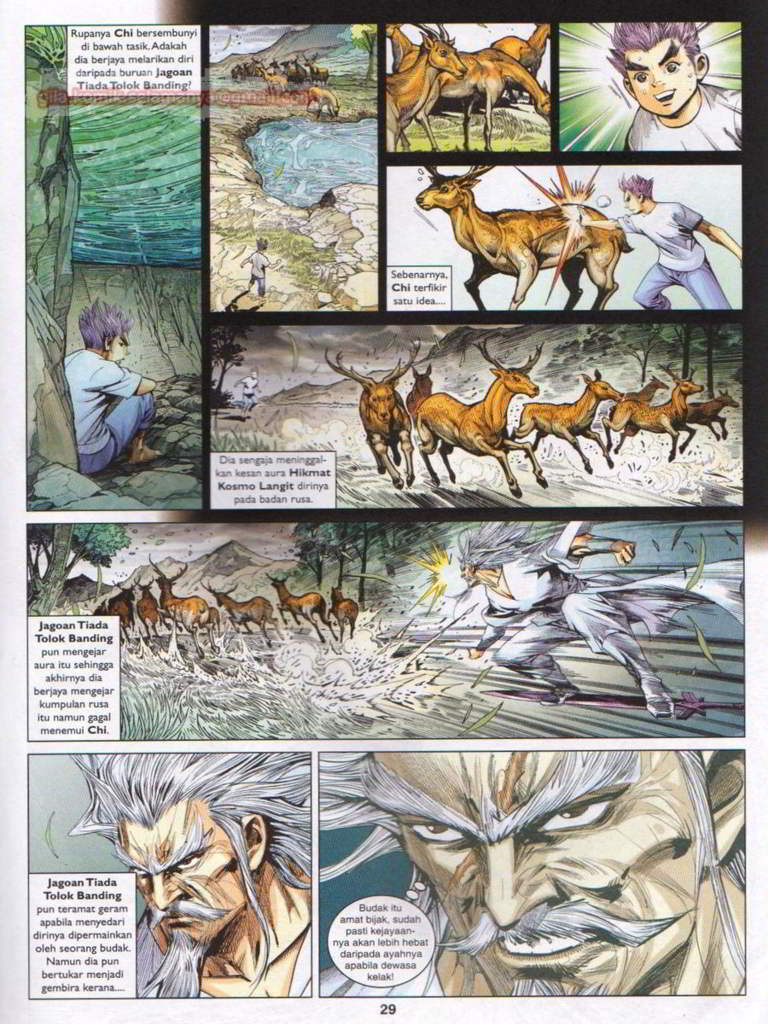 Rupanya Chi bersembunyi
di bawah tasik. Adakah
dia berjaya melarikan diri
daripada buruan Jagoan
Tiada Tolok Banding?
Sebenarnya,
Chi terfikir
satu idea....
Dia sengaja meninggal-
kan kesan aura Hikmat
Kosmo Langit dirinya
pada badan rusa.
Jagoan Tiada
Tolok Banding
pun mengejar
aura itu sehingga
akhirnya dia
berjaya mengejar
kumpulan rusa
itu namun gagal
menemui Chi.
Jagoan Tiada
Tolok Banding
pun teramat geram
apabila menyedari
dirinya dipermainkan
oleh seorang budak.
Namun dia pun
bertukar menjadi
gembira kerana....
Budak itu
amat bijak, sudah
pasti kejayaan-
nya akan lebih hebat
daripada ayahnya
apabila dewasa
kelak!
29